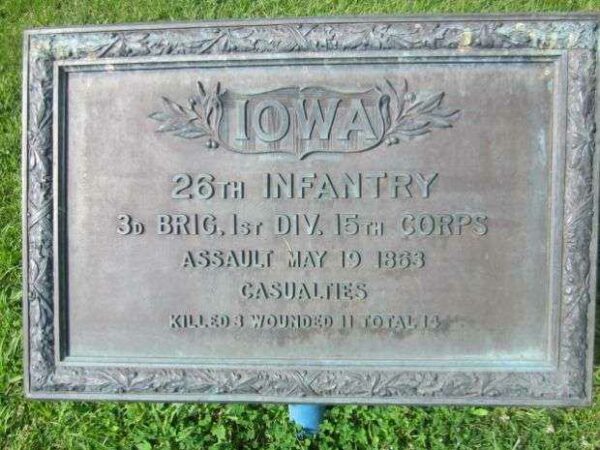 IOWA
26TH INFANTRY
3D BRIG. 1ST DIV. 15TH CORPS
ASSAULT MAY 19 1863
CASUALTIES
KILLED 3 WOUNDED 11 TOTAL 14